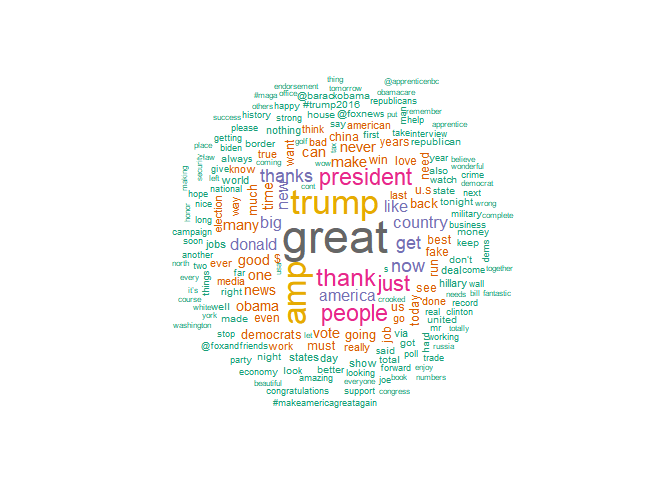 thing
endorsement tomorrow @apprenticenbc
#maga office @barackobama obamacare
others happy #trump2016 republicans
history strong house @foxnews put man remember
success nothing think say american help apprentice
please border bad china first take interview
getting true want can never years republican
place biden always coming golf wow make win love need year believe
law giveknow thanks president last also wonderful
security left world time new tax u.s watch crime
making national much trump like back state democrat
hope way cont tonight next wrong
honor long election many big great country military complete
campaign jobs donald get best business money
soon another good amp now fake keep dems
north two ever far one thank just run deal come don't together
every things media usa america s see hillary wall
it's right news people crooked us today done needs bill fantastic
course white well obama real clinton record
york made even let vote going job via united mr totally
washington stop democrats must really said got hard working russia
@foxandfriends work states day show total poll trade
party night better looking forward enjoy
economy look amazing everyone joe book numbers
beautiful congratulations support congress
#makeamericagreatagain